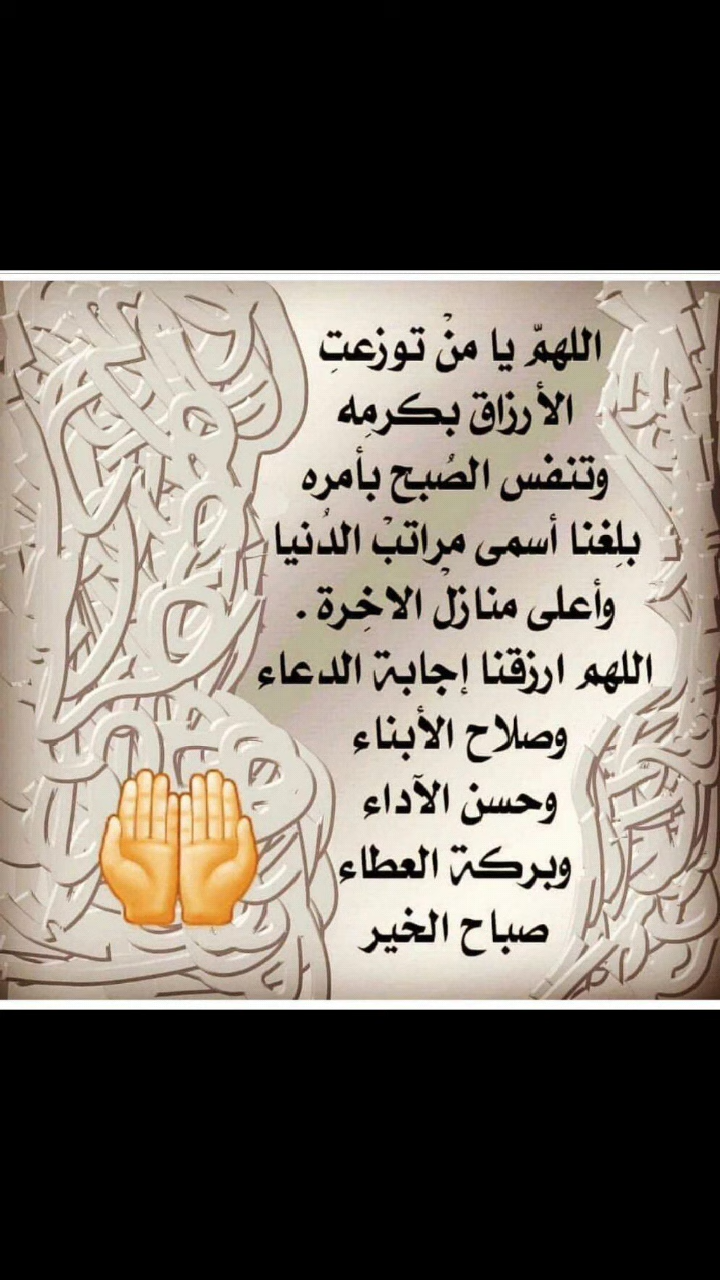 اللهمّ يا منْ توزعتِ
الأرزاق بكرمِه
وتنفس الصُبح بأمره
بلِغنا أسمى مراتبْ الدُنيا
وأعلى منازلْ الاخِرة .
اللهم ارزقنا إجابة الدعاء
وصلاح الأبناء
وحسن الآداء
وبركة العطاء
صباح الخير